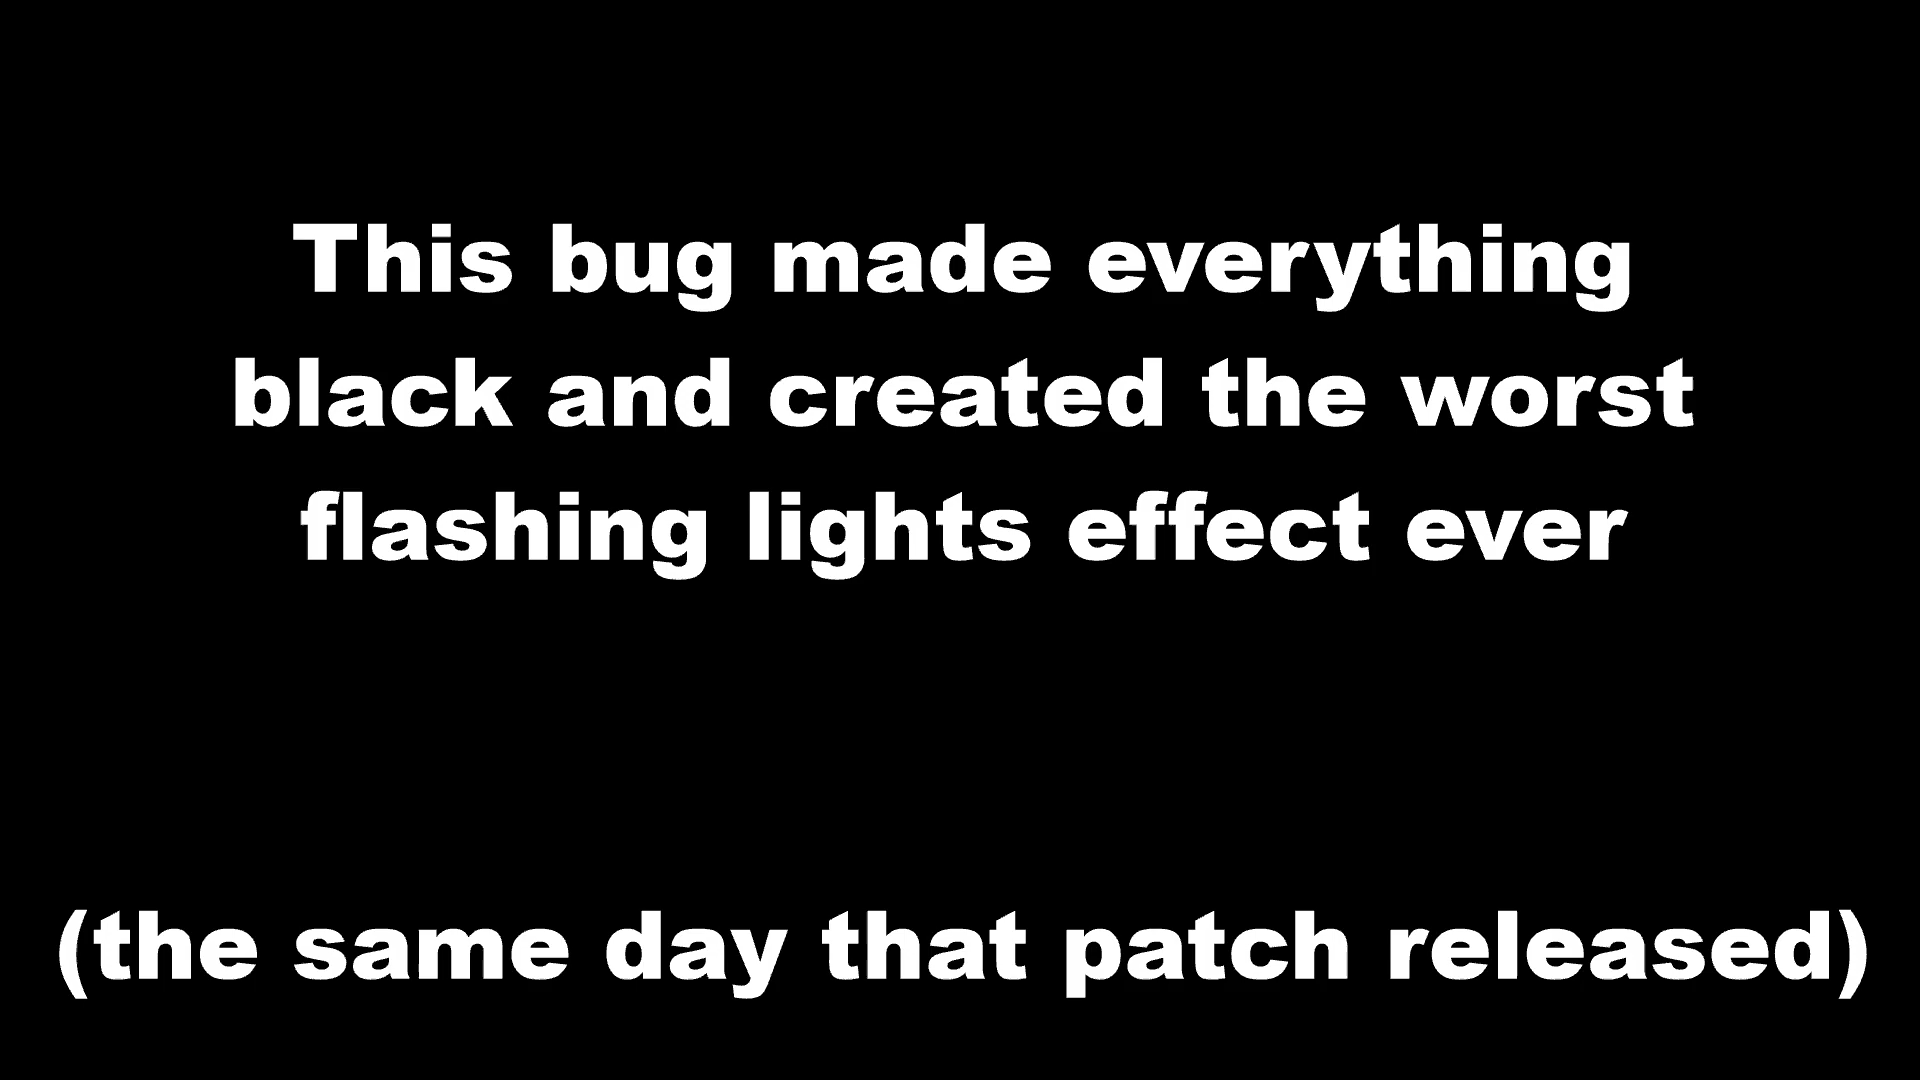 This bug made everything
black and created the worst
flashing lights effect ever
(the same day that patch released)